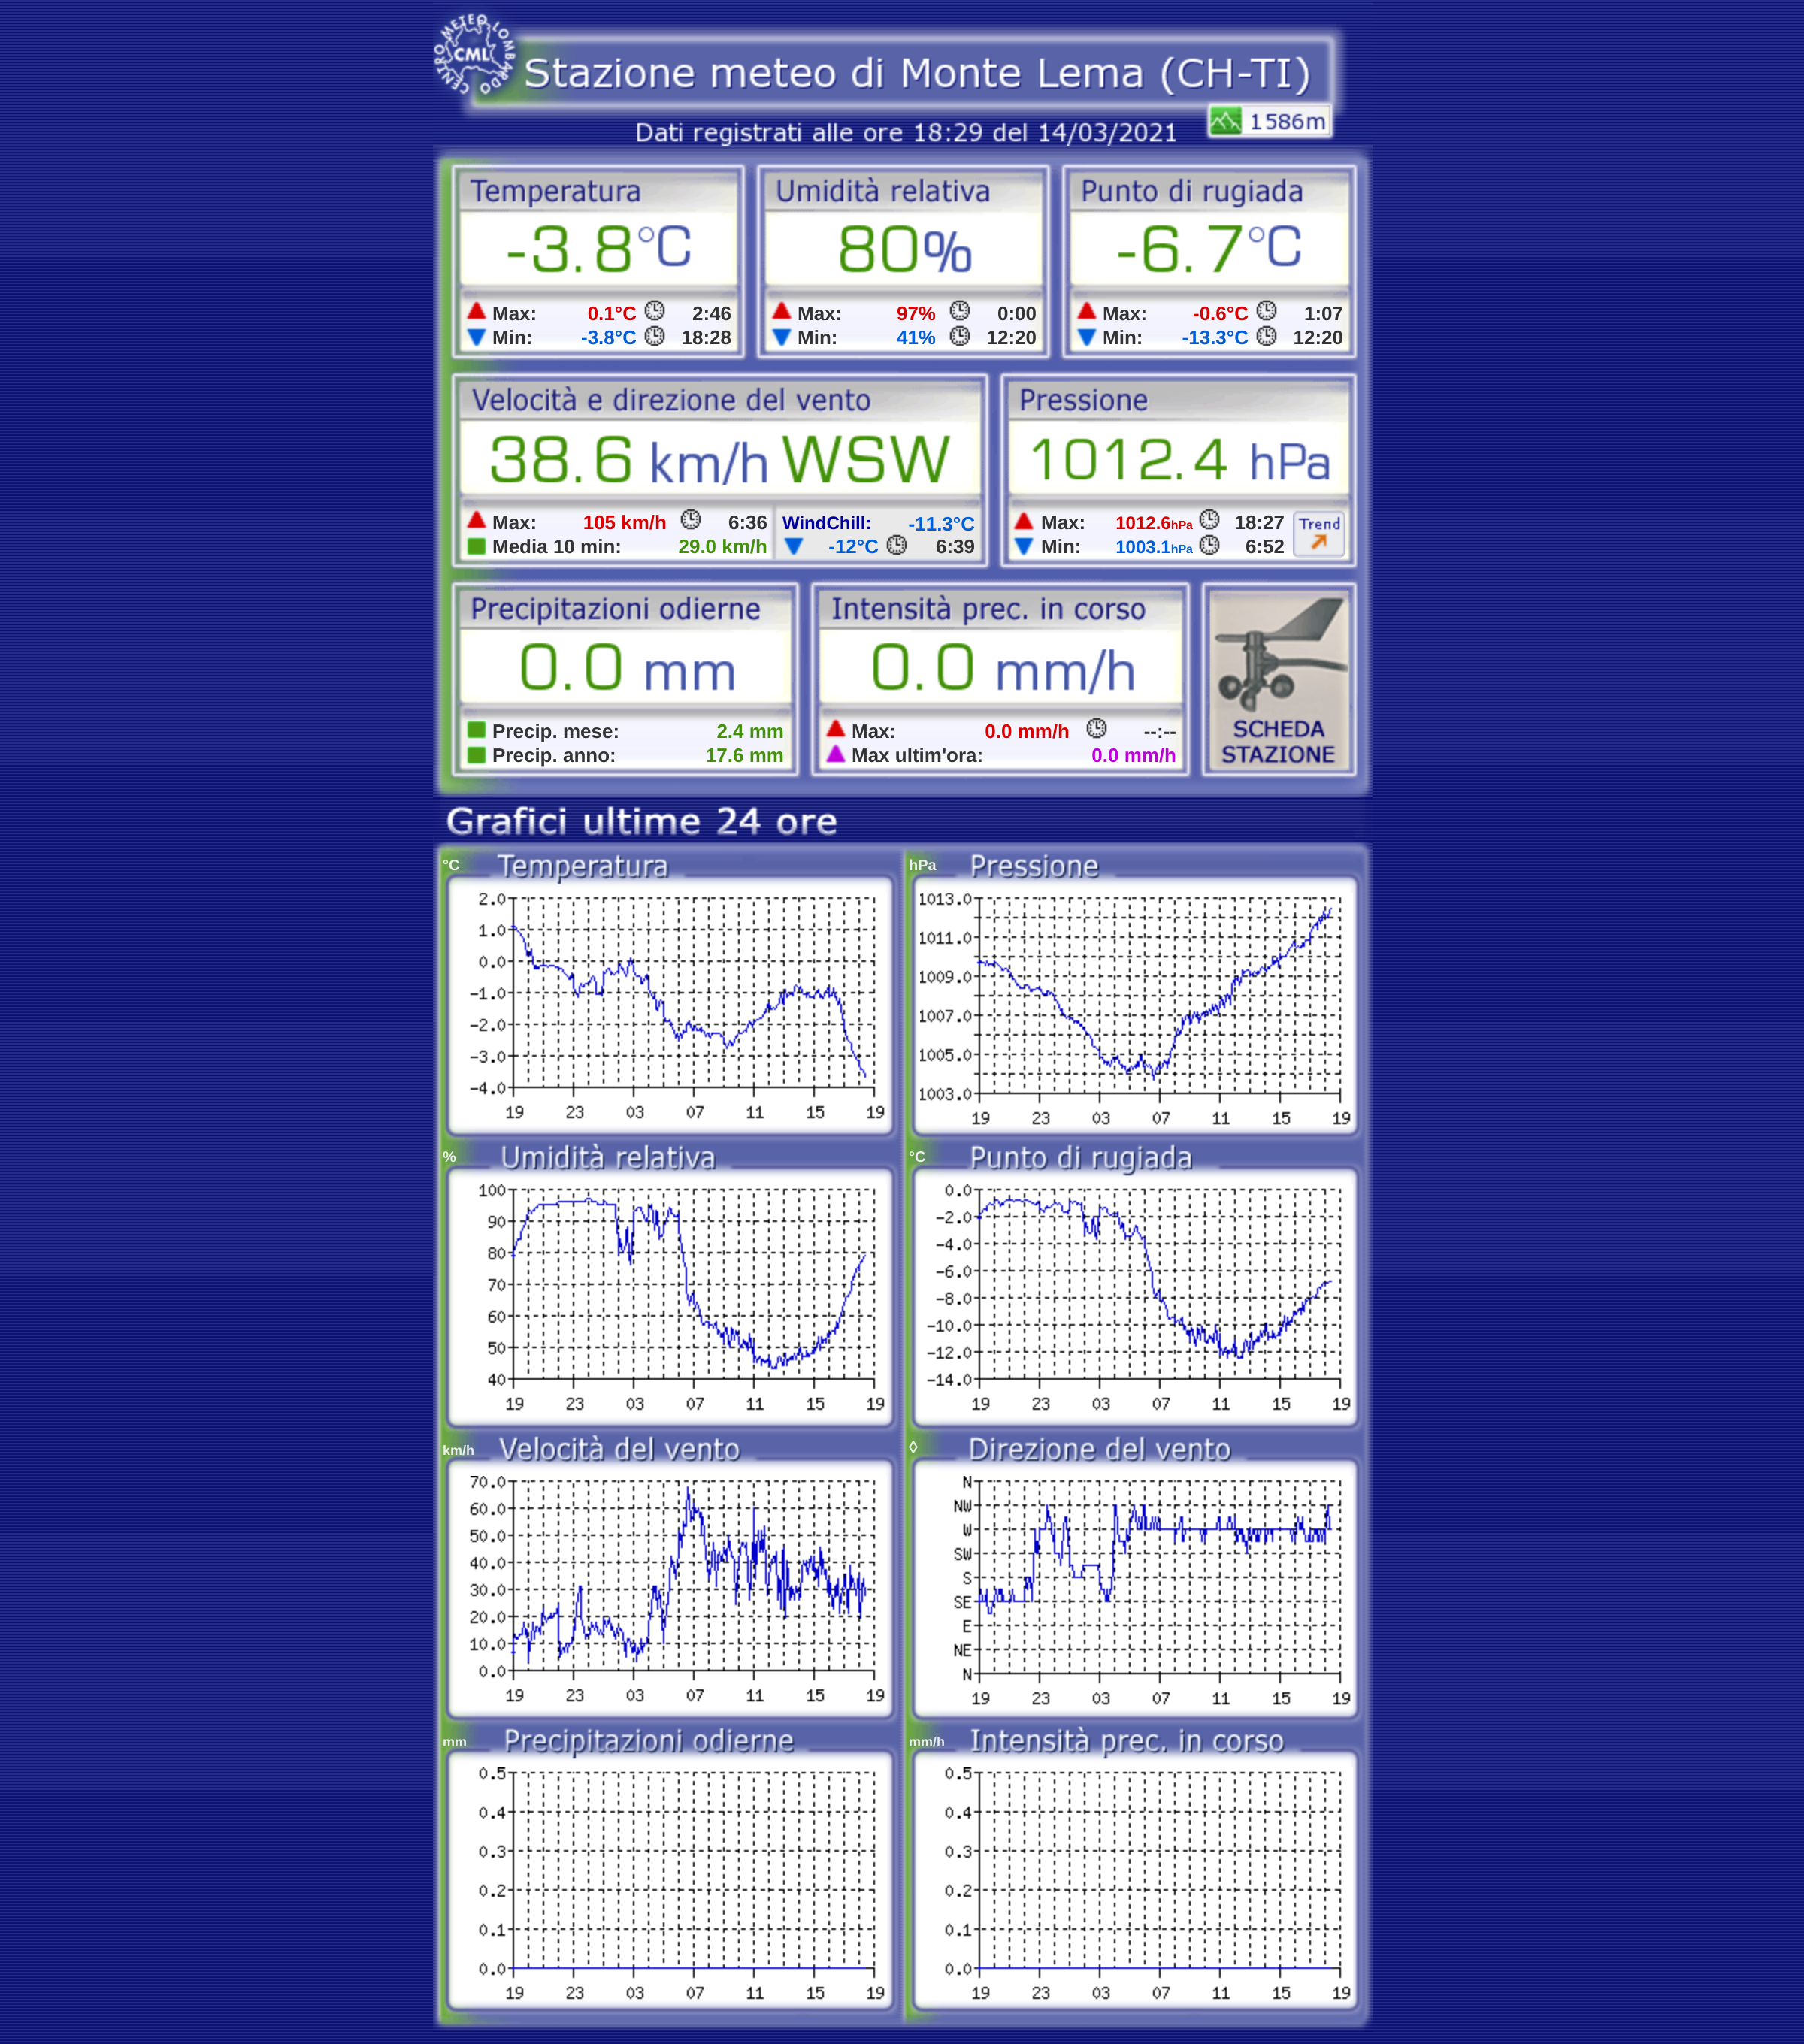 CENTRO METEO LOMBARDO
CML
Stazione meteo di Monte Lema (CH-TI)
1586m
Dati registrati alle ore 18:29 del 14/03/2021
Temperatura
-3.8°C
Max: 0.1°C 2:46
Min: -3.8°C 18:28
Umidità relativa
80%
Max: 97% 0:00
Min: 41% 12:20
Punto di rugiada
-6.7°C
Max: -0.6°C 1:07
Min: -13.3°C 12:20
Velocità e direzione del vento
38.6 km/h WSW
Max: 105 km/h 6:36
Media 10 min: 29.0 km/h
WindChill: -11.3°C
-12°C 6:39
Pressione
1012.4 hPa
Max: 1012.6hPa 18:27
Min: 1003.1hPa 6:52
Trend
Precipitazioni odierne
0.0 mm
Precip. mese: 2.4 mm
Precip. anno: 17.6 mm
Intensità prec. in corso
0.0 mm/h
Max: 0.0 mm/h --:--
Max ultim'ora: 0.0 mm/h
SCHEDA
STAZIONE
Grafici ultime 24 ore
°C Temperatura
2.0
1.0
0.0
-1.0
-2.0
-3.0
-4.0
19 23 03 07 11 15 19
hPa Pressione
1013.0
1011.0
1009.0
1007.0
1005.0
1003.0
19 23 03 07 11 15 19
% Umidità relativa
100
90
80
70
60
50
40
19 23 03 07 11 15 19
°C Punto di rugiada
0.0
-2.0
-4.0
-6.0
-8.0
-10.0
-12.0
-14.0
19 23 03 07 11 15 19
km/h Velocità del vento
70.0
60.0
50.0
40.0
30.0
20.0
10.0
0.0
19 23 03 07 11 15 19
◊ Direzione del vento
N
NW
W
SW
S
SE
E
NE
N
19 23 03 07 11 15 19
mm Precipitazioni odierne
0.5
0.4
0.3
0.2
0.1
0.0
19 23 03 07 11 15 19
mm/h Intensità prec. in corso
0.5
0.4
0.3
0.2
0.1
0.0
19 23 03 07 11 15 19